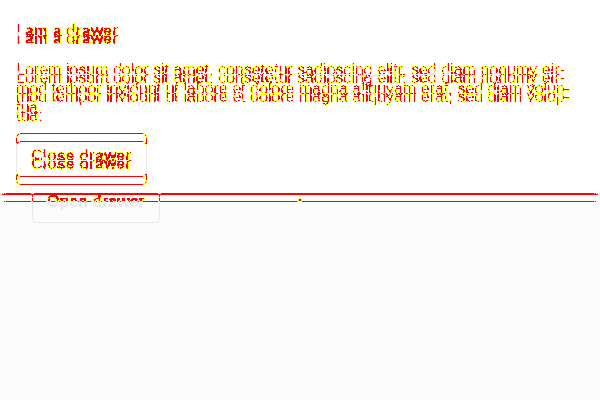 I am a drawer
Lorem ipsum dolor sit amet, consetetur sadipscing elitr, sed diam nonumy eir-
mod tempor invidunt ut labore et dolore magna aliquyam erat, sed diam volup-
tua.
Close drawer
Open drawer